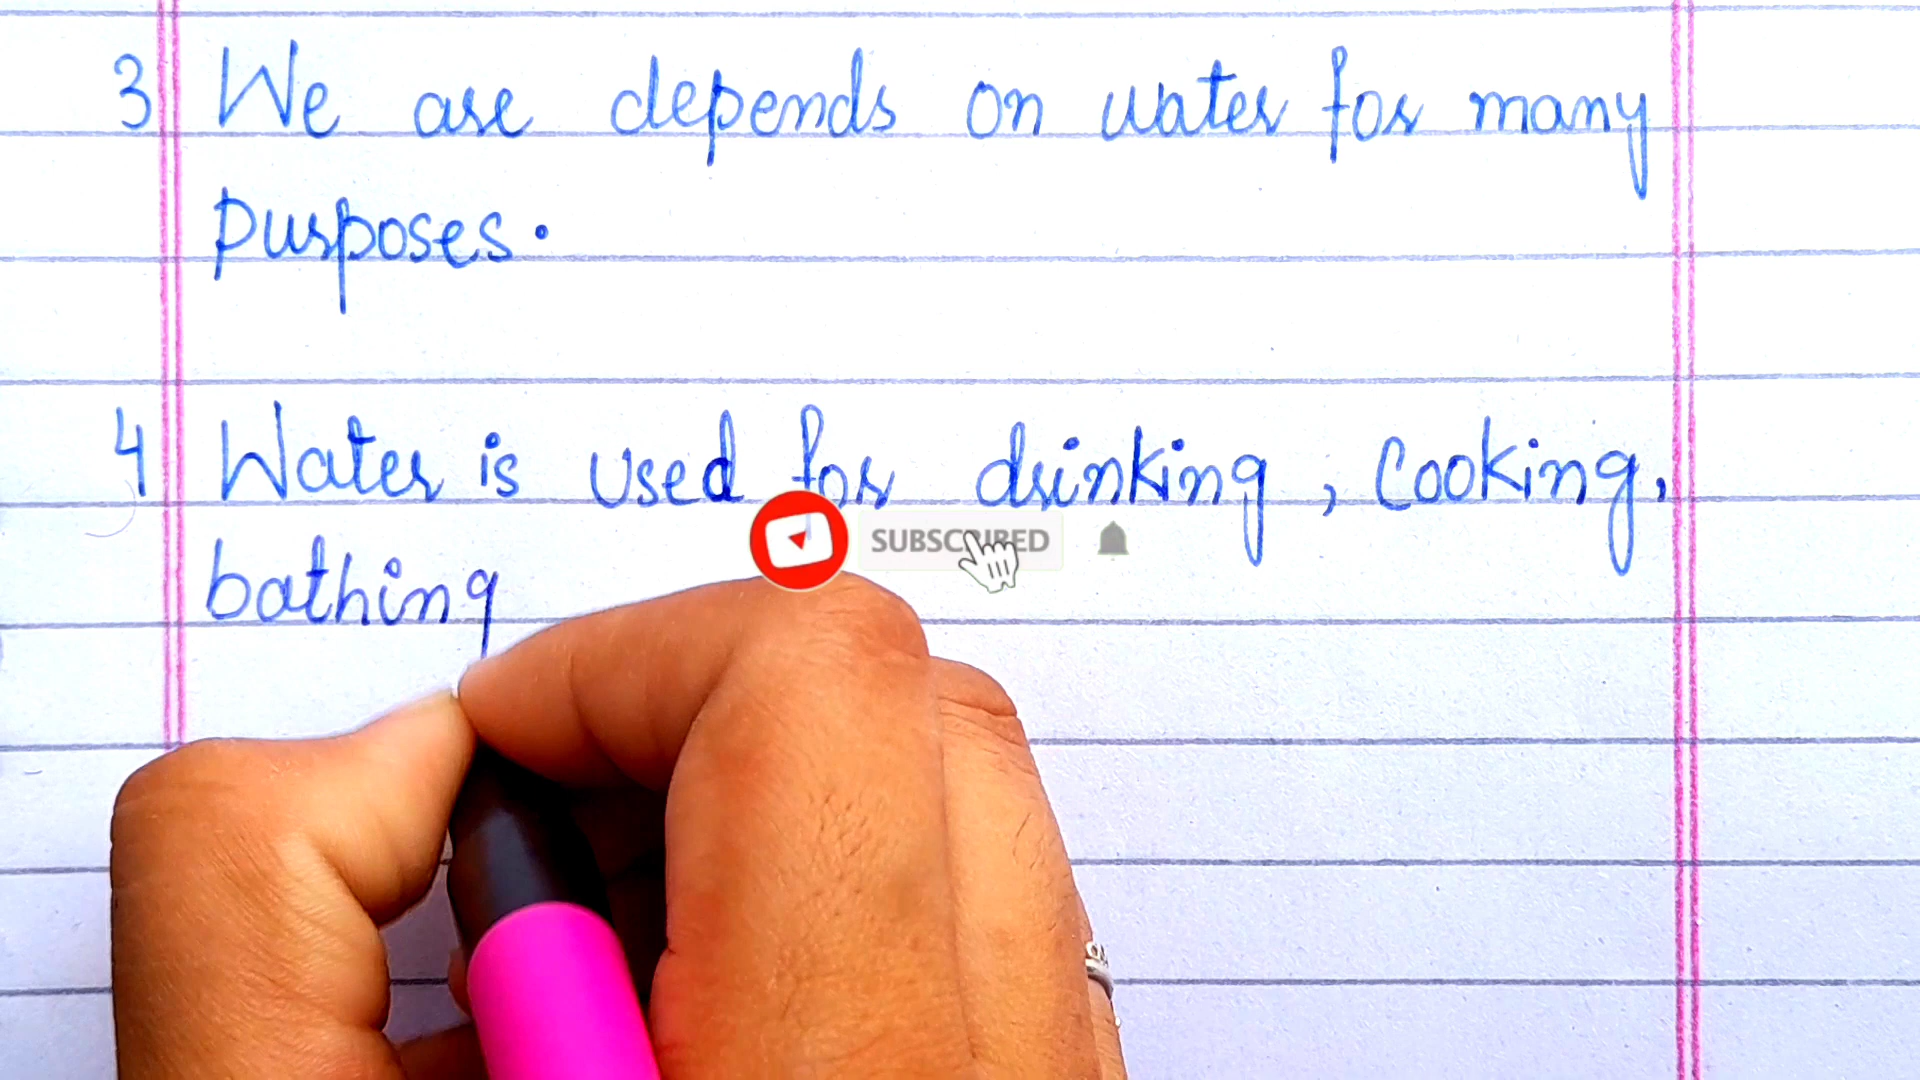 3 We are depends on water for many
purposes.
4 Water is used for drinking, Cooking,
SUBSCRIBED
bathing